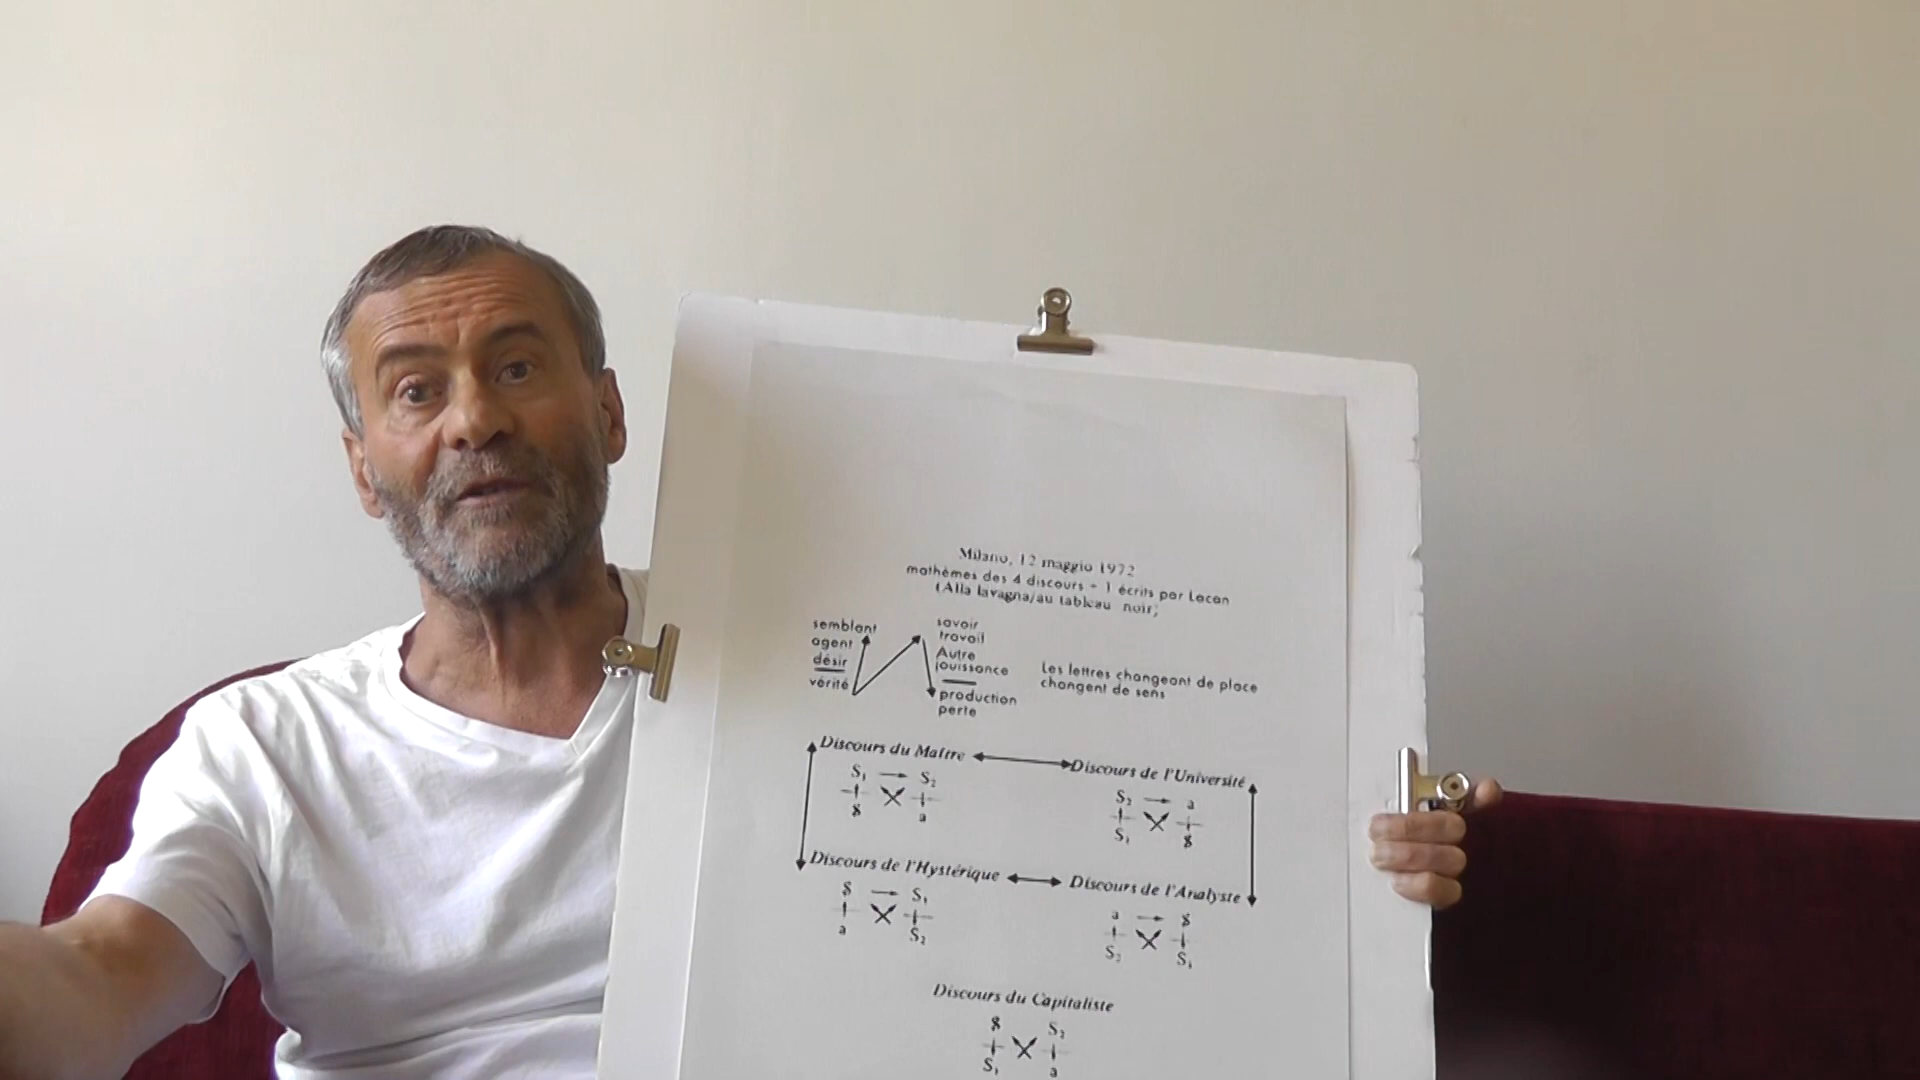 Milano, 12 maggio 1972
mathèmes des 4 discours + 1 écrits par Lacan
(Alla lavagna/au tableau noir)
semblant
agent
désir
vérité
savoir
travail
Autre
jouissance
production
perte
Les lettres changeant de place
changent de sens
Discours du Maître
S₁ → S₂
$ a
Discours de l'Université
S₂ → a
S₁ $
Discours de l'Hystérique
$ → S₁
a S₂
Discours de l'Analyste
a → $
S₂ S₁
Discours du Capitaliste
$ S₂
S₁ a